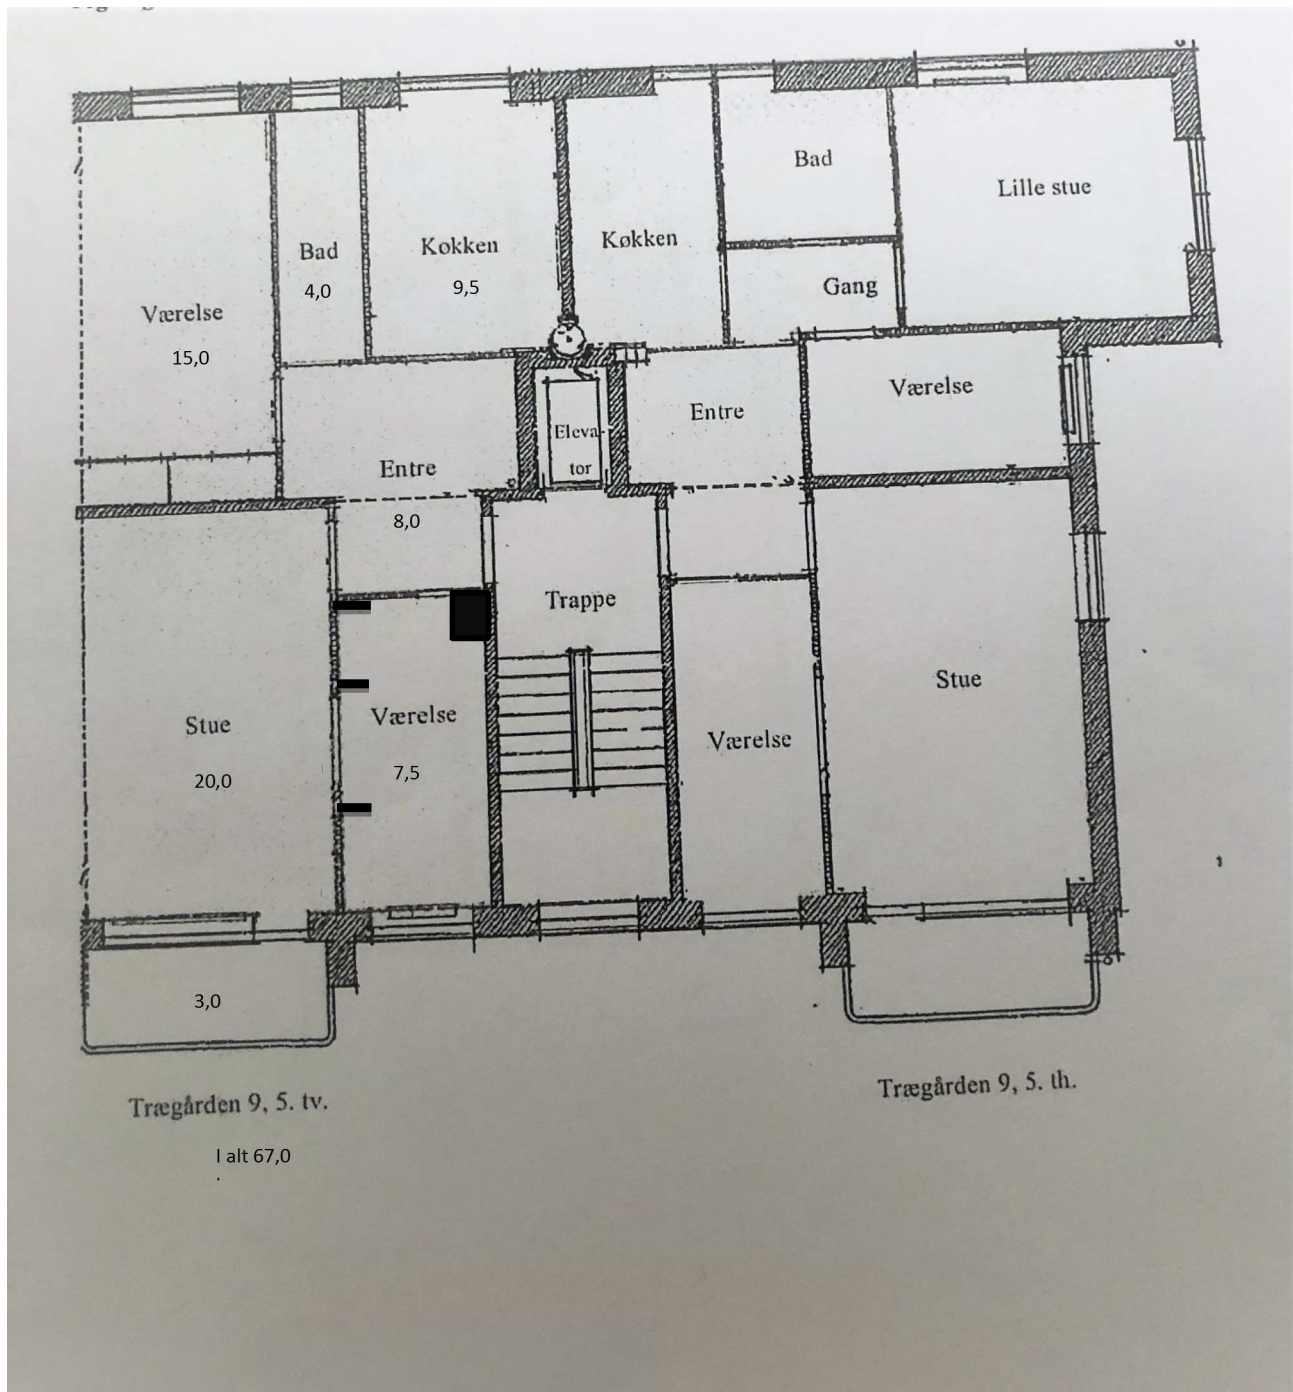 Bad
Lille stue
Køkken
Køkken
Bad
9,5
4,0
Gang
Værelse
15,0
Værelse
Entre
Eleva-
tor
Entre
8,0
Trappe
Stue
Værelse
Stue
Værelse
7,5
20,0
3,0
Trægården 9, 5. tv.
Trægården 9, 5. th.
I alt 67,0
.